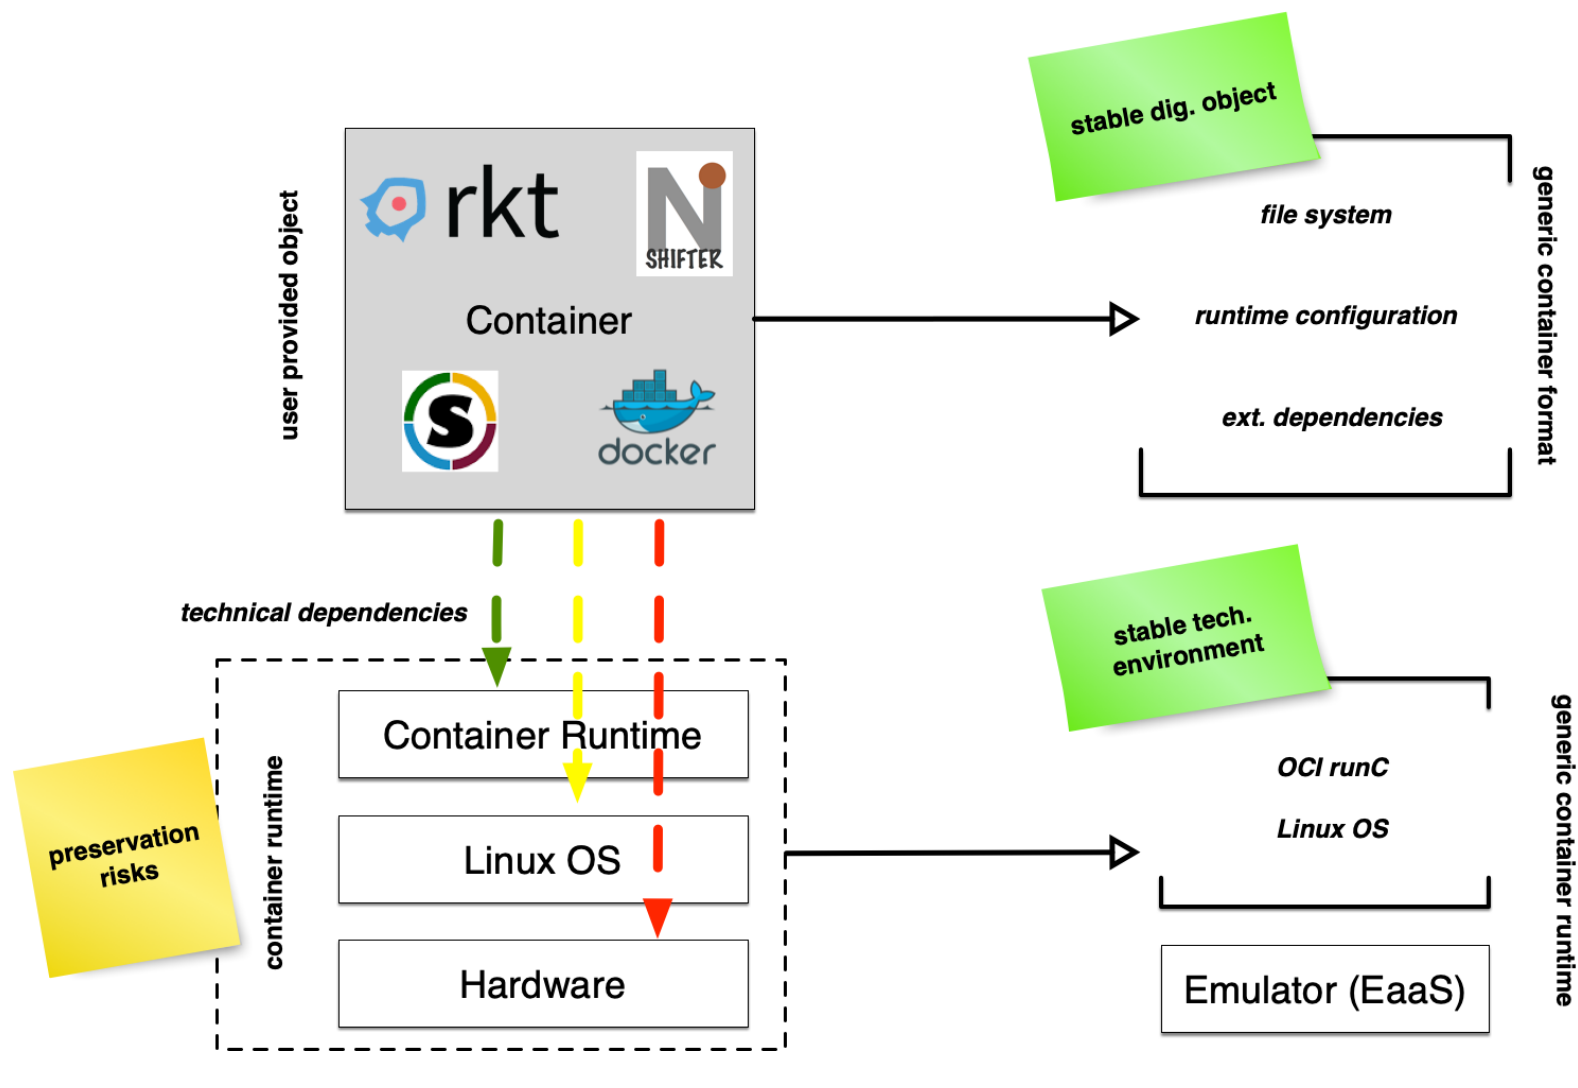 stable dig. object
user provided object
rkt
N
SHIFTER
Container
S
docker
file system
runtime configuration
ext. dependencies
generic container format
technical dependencies
preservation
risks
container runtime
Container Runtime
Linux OS
Hardware
stable tech.
environment
OCI runC
Linux OS
Emulator (EaaS)
generic container runtime